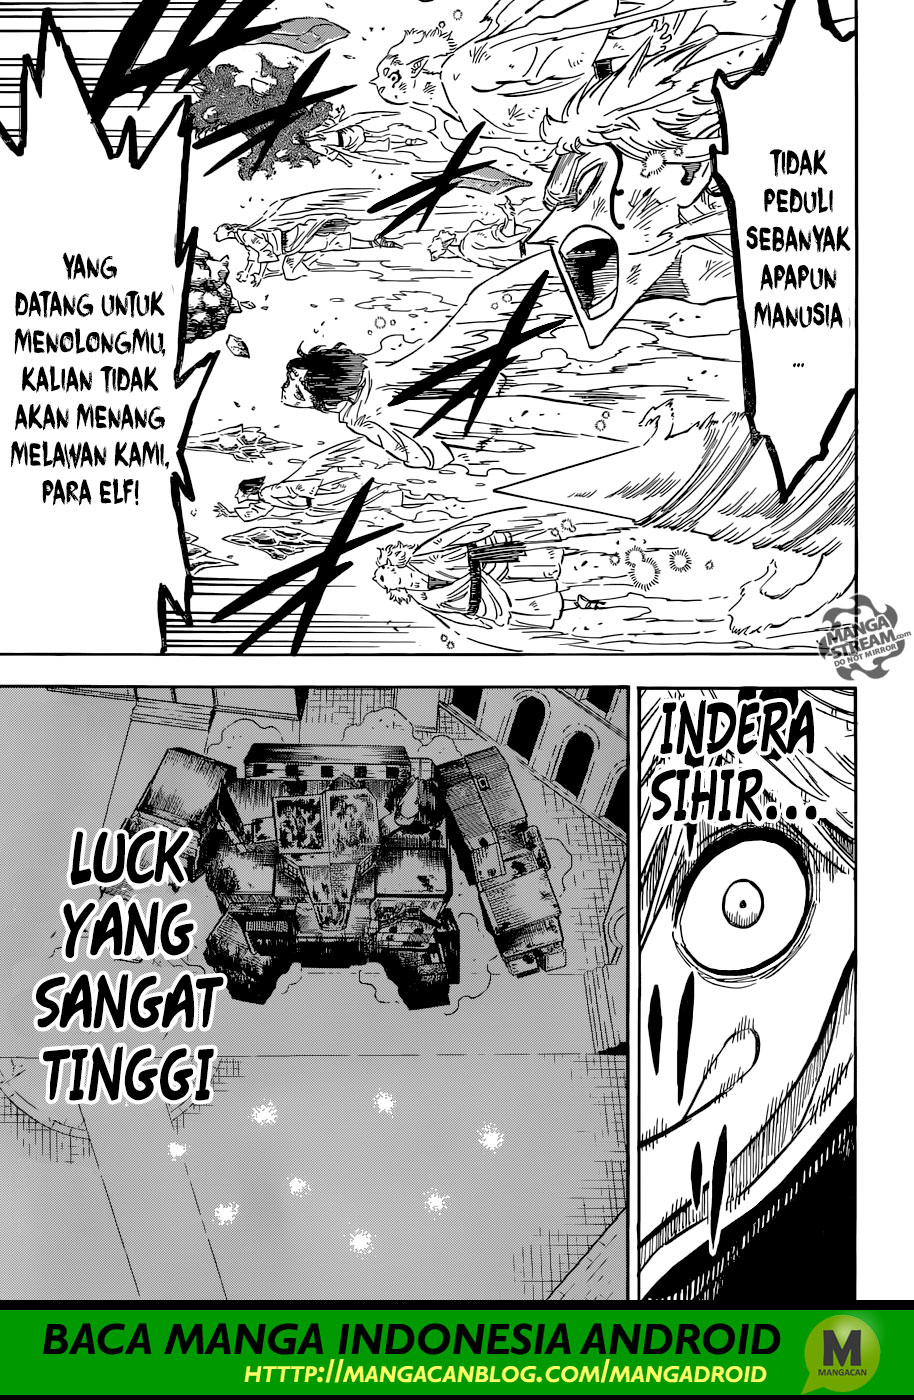 TIDAK
PEDULI
SEBANYAK
APAPUN
MANUSIA
...
YANG
DATANG UNTUK
MENOLONGMU,
KALIAN TIDAK
AKAN MENANG
MELAWAN KAMI,
PARA ELF!
MANGA
STREAM.com
DO NOT MIRROR
INDERA
SIHIR...
LUCK
YANG
SANGAT
TINGGI
BACA MANGA INDONESIA ANDROID
HTTTP://MANGACANBLOG.COM/MANGADROID
M
MANGACAN